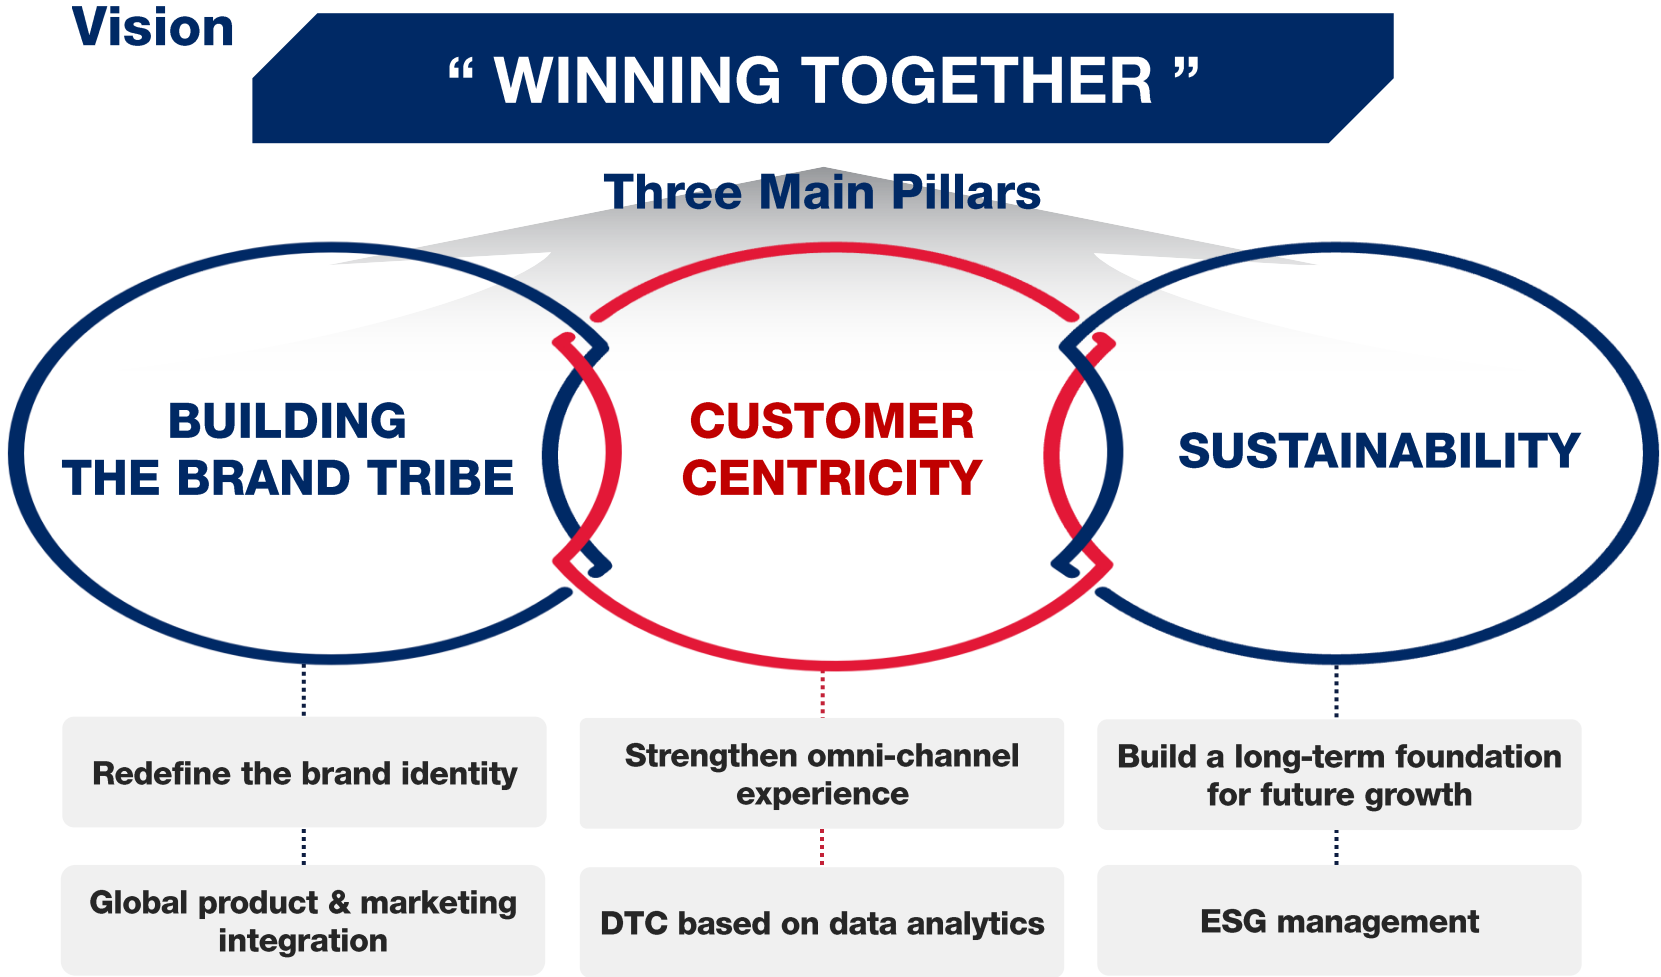 Vision
“ WINNING TOGETHER ”
Three Main Pillars
BUILDING
THE BRAND TRIBE
CUSTOMER
CENTRICITY
SUSTAINABILITY
Redefine the brand identity
Global product & marketing
integration
Strengthen omni-channel
experience
DTC based on data analytics
Build a long-term foundation
for future growth
ESG management